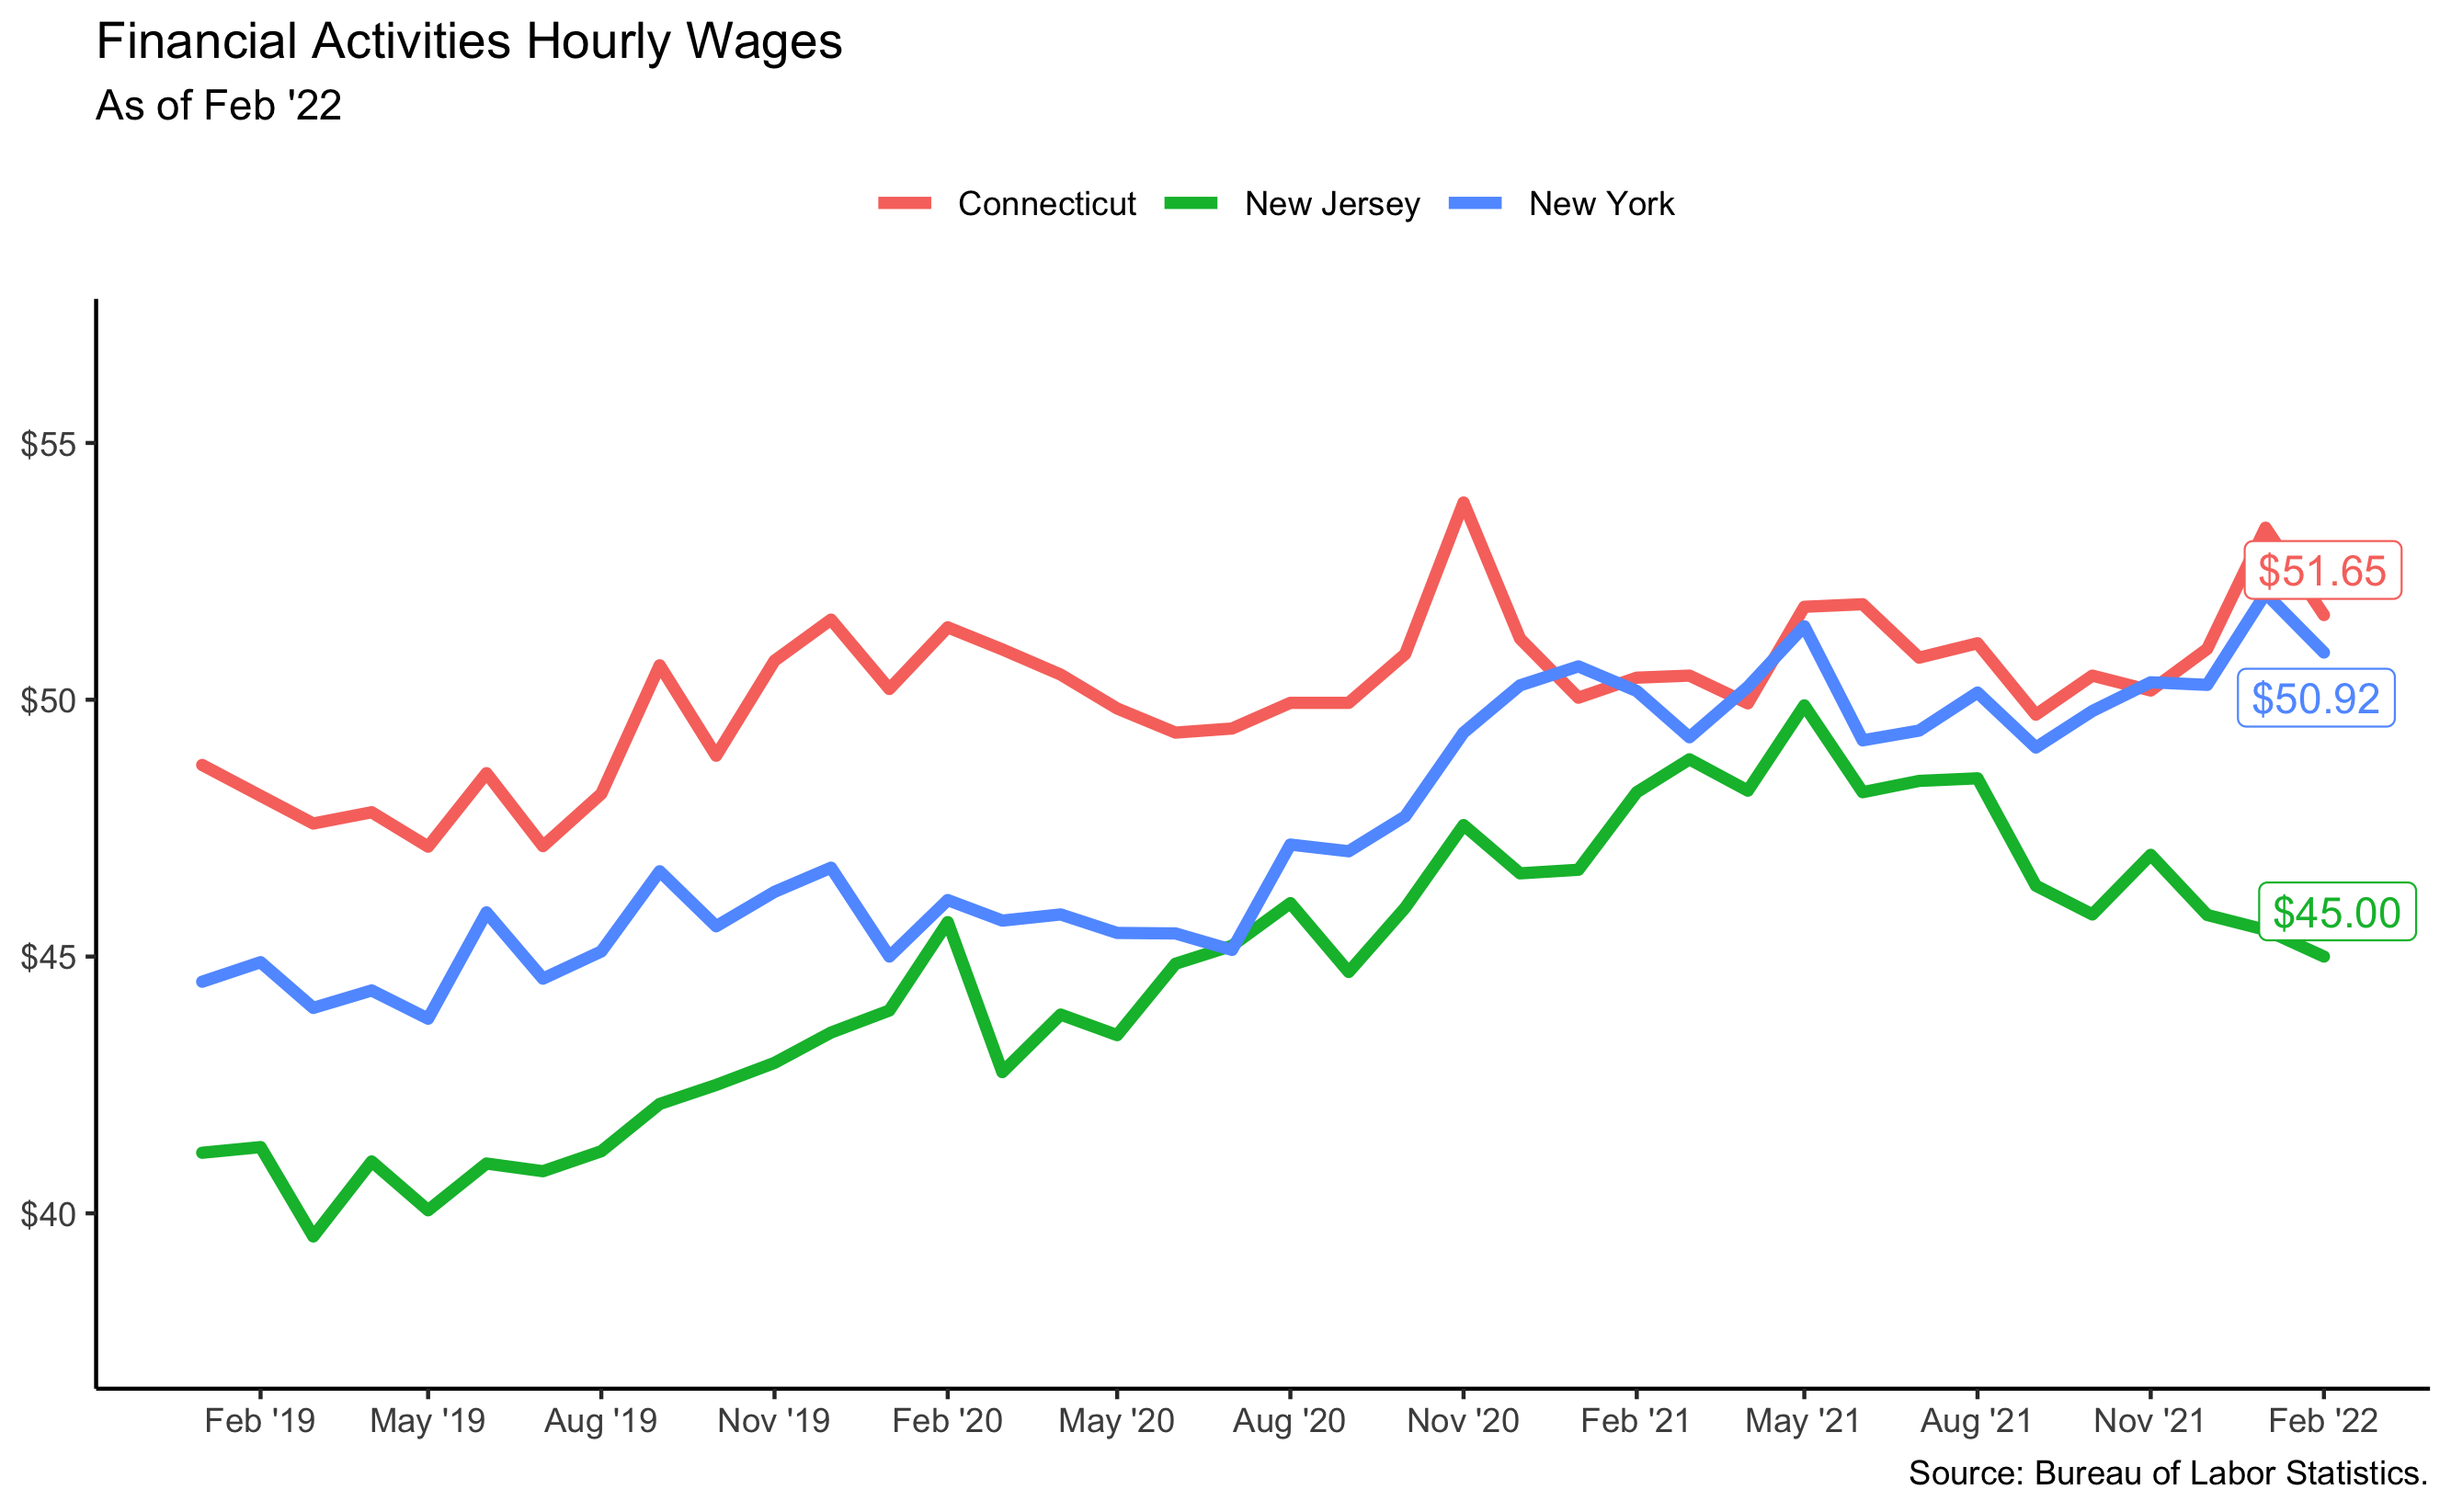 Financial Activities Hourly Wages
As of Feb '22
Connecticut New Jersey New York
$55
$50
$45
$40
$51.65
$50.92
$45.00
Feb '19 May '19 Aug '19 Nov '19 Feb '20 May '20 Aug '20 Nov '20 Feb '21 May '21 Aug '21 Nov '21 Feb '22
Source: Bureau of Labor Statistics.